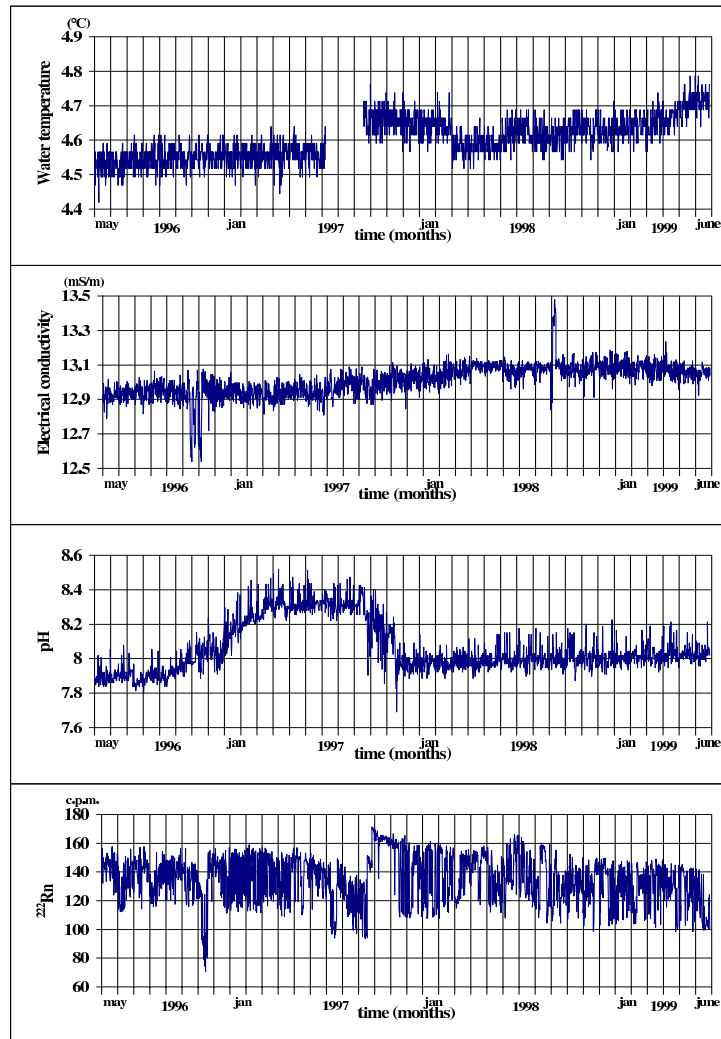 (°C)
4.9
4.8
4.7
4.6
4.5
4.4
Water temperature
may 1996 jan 1997 jan 1998 jan 1999 june
time (months)
(mS/m)
13.5
13.3
13.1
12.9
12.7
12.5
Electrical conductivity
may 1996 jan 1997 jan 1998 jan 1999 june
time (months)
8.6
8.4
8.2
8
7.8
7.6
pH
may 1996 jan 1997 jan 1998 jan 1999 june
time (months)
c.p.m.
180
160
140
120
100
80
60
²²²Rn
may 1996 jan 1997 jan 1998 jan 1999 june
time (months)